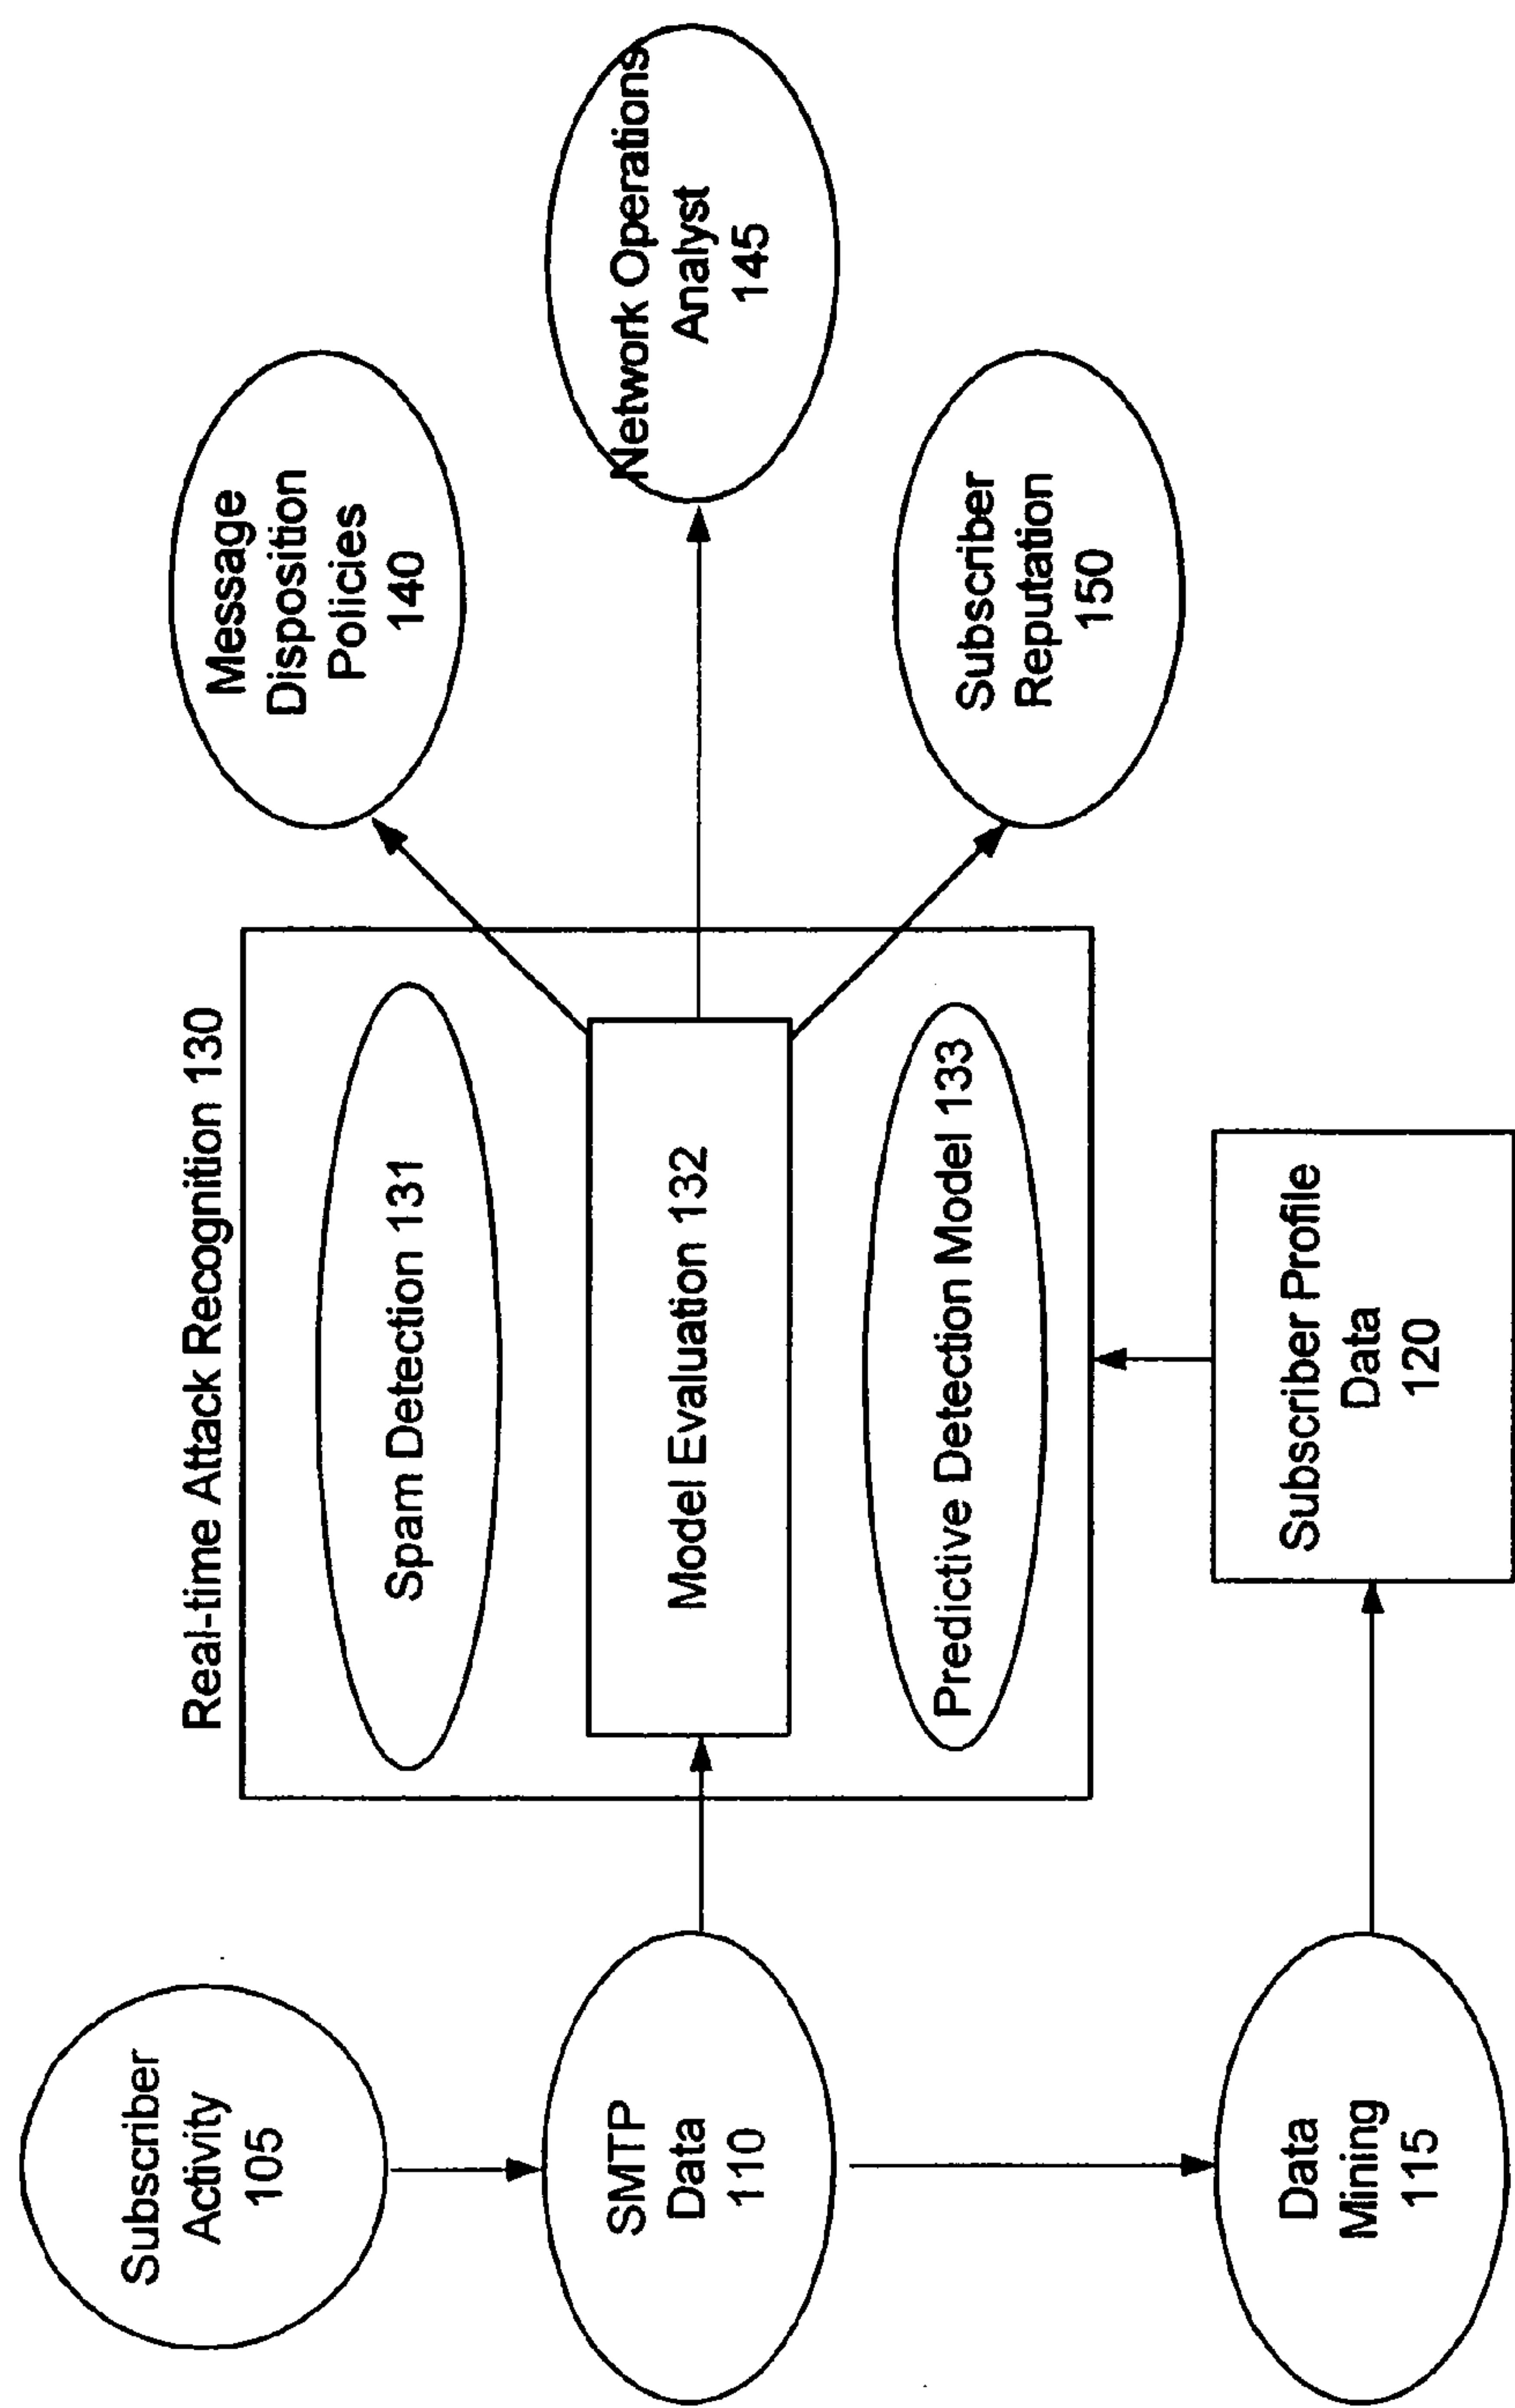 Subscriber
Activity
105
SMTP
Data
110
Data
Mining
115
Real-time Attack Recognition 130
Spam Detection 131
Model Evaluation 132
Predictive Detection Model 133
Subscriber Profile
Data
120
Message
Disposition
Policies
140
Network Operations
Analyst
145
Subscriber
Reputation
150